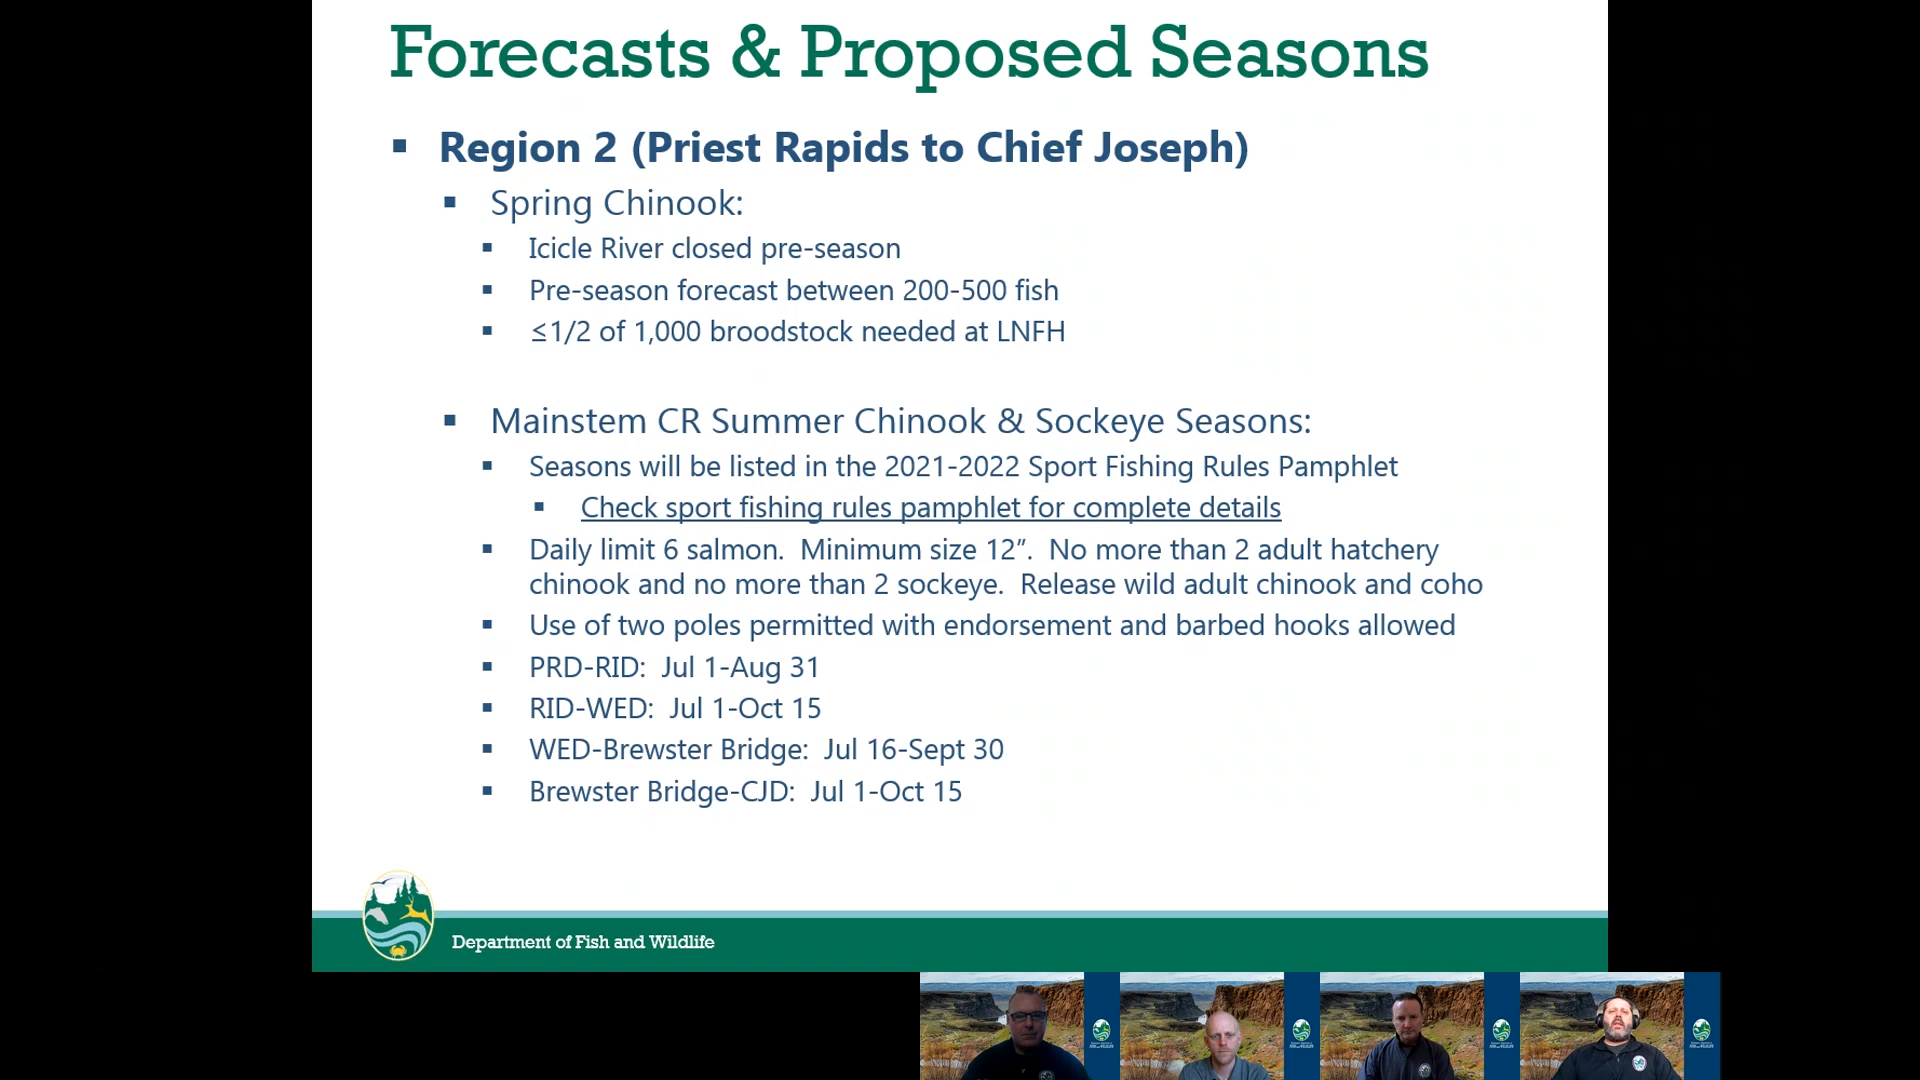 Forecasts & Proposed Seasons
Region 2 (Priest Rapids to Chief Joseph)
Spring Chinook:
Icicle River closed pre-season
Pre-season forecast between 200-500 fish
≤1/2 of 1,000 broodstock needed at LNFH
Mainstem CR Summer Chinook & Sockeye Seasons:
Seasons will be listed in the 2021-2022 Sport Fishing Rules Pamphlet
Check sport fishing rules pamphlet for complete details
Daily limit 6 salmon.  Minimum size 12”.  No more than 2 adult hatchery
chinook and no more than 2 sockeye.  Release wild adult chinook and coho
Use of two poles permitted with endorsement and barbed hooks allowed
PRD-RID:  Jul 1-Aug 31
RID-WED:  Jul 1-Oct 15
WED-Brewster Bridge:  Jul 16-Sept 30
Brewster Bridge-CJD:  Jul 1-Oct 15
Department of Fish and Wildlife